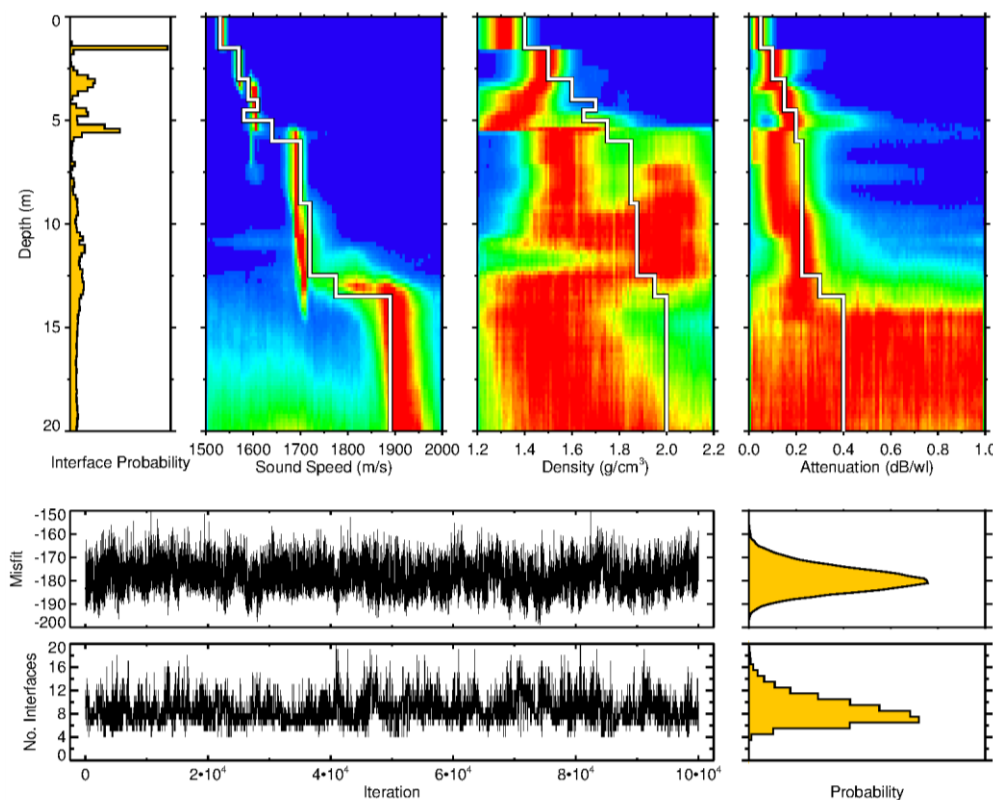 0
5
10
15
20
Depth (m)
Interface Probability
1500 1600 1700 1800 1900 2000
Sound Speed (m/s)
1.2 1.4 1.6 1.8 2.0 2.2
Density (g/cm³)
0.0 0.2 0.4 0.6 0.8 1.0
Attenuation (dB/wl)
-150
-160
-170
-180
-190
-200
Misfit
20
16
12
8
4
0
No. Interfaces
0 2•10⁴ 4•10⁴ 6•10⁴ 8•10⁴ 10•10⁴
Iteration
Probability